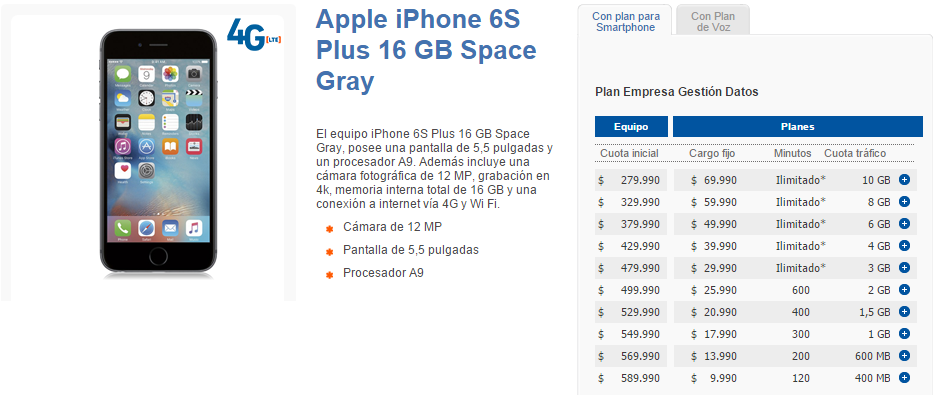 4G [LTE]
Apple iPhone 6S
Plus 16 GB Space
Gray
El equipo iPhone 6S Plus 16 GB Space
Gray, posee una pantalla de 5,5 pulgadas y
un procesador A9. Además incluye una
cámara fotográfica de 12 MP, grabación en
4k, memoria interna total de 16 GB y una
conexión a internet vía 4G y Wi Fi.
Cámara de 12 MP
Pantalla de 5,5 pulgadas
Procesador A9
Con plan para
Smartphone
Con Plan
de Voz
Plan Empresa Gestión Datos
Equipo Planes
Cuota inicial Cargo fijo Minutos Cuota tráfico
$ 279.990 $ 69.990 Ilimitado* 10 GB
$ 329.990 $ 59.990 Ilimitado* 8 GB
$ 379.990 $ 49.990 Ilimitado* 6 GB
$ 429.990 $ 39.990 Ilimitado* 4 GB
$ 479.990 $ 29.990 Ilimitado* 3 GB
$ 499.990 $ 25.990 600 2 GB
$ 529.990 $ 20.990 400 1,5 GB
$ 549.990 $ 17.990 300 1 GB
$ 569.990 $ 13.990 200 600 MB
$ 589.990 $ 9.990 120 400 MB